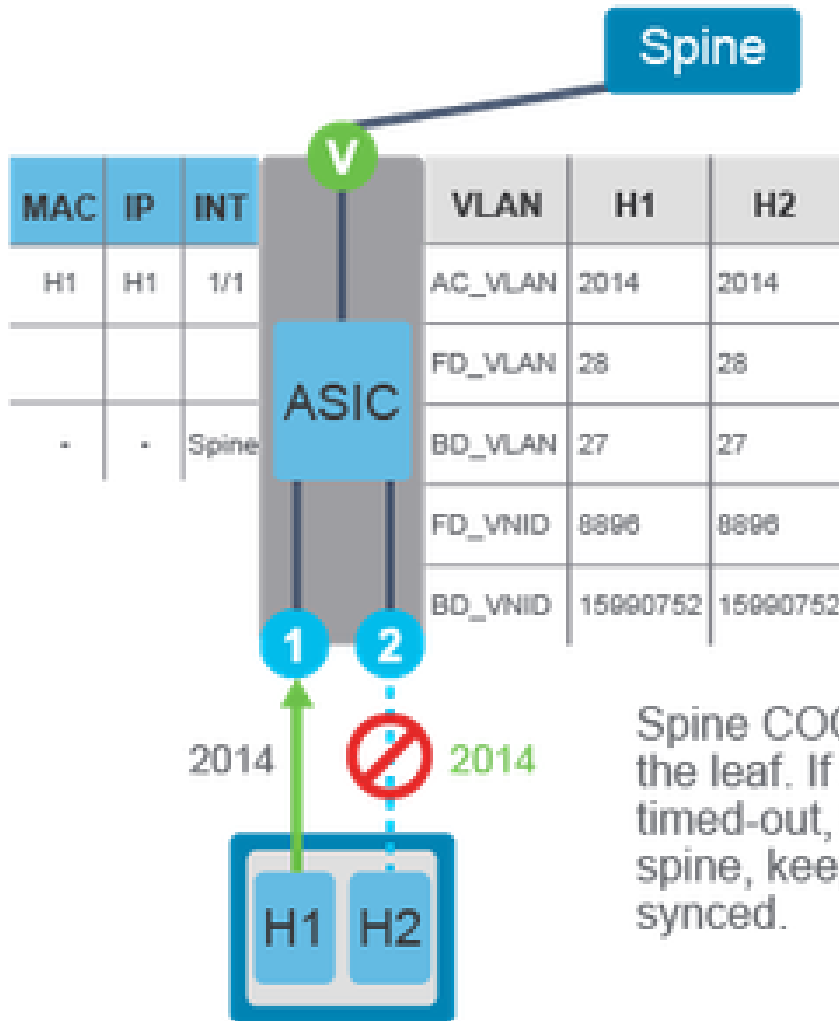 Spine
V
MAC IP INT
H1 H1 1/1
- - Spine
ASIC
VLAN H1 H2
AC_VLAN 2014 2014
FD_VLAN 28 28
BD_VLAN 27 27
FD_VNID 8896 8896
BD_VNID 15990752 15990752
1 2
2014 2014
H1 H2
Spine COO
the leaf. If
timed-out,
spine, kee
synced.